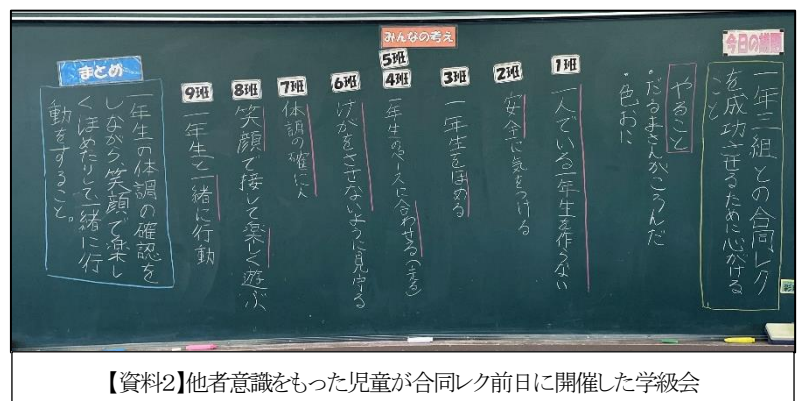 今日の議題
一年二組との合同レク
を成功させるために心がける
こと
やること
・だるまさんがころんだ
・色おに
みんなの考え
1班
一人でいる一年生を作らない
2班
安全に気をつける
3班
一年生をほめる
5班
4班
一年生のペースに合わせる(走る)
6班
けがをさせないように見守る
7班
体調の確にん
8班
笑顔で接して楽しく遊ぶ
9班
一年生と一緒に行動
まとめ
一年生の体調の確認を
しながら笑顔で楽し
くほめたりして一緒に行
動をすること。
【資料2】他者意識をもった児童が合同レク前日に開催した学級会